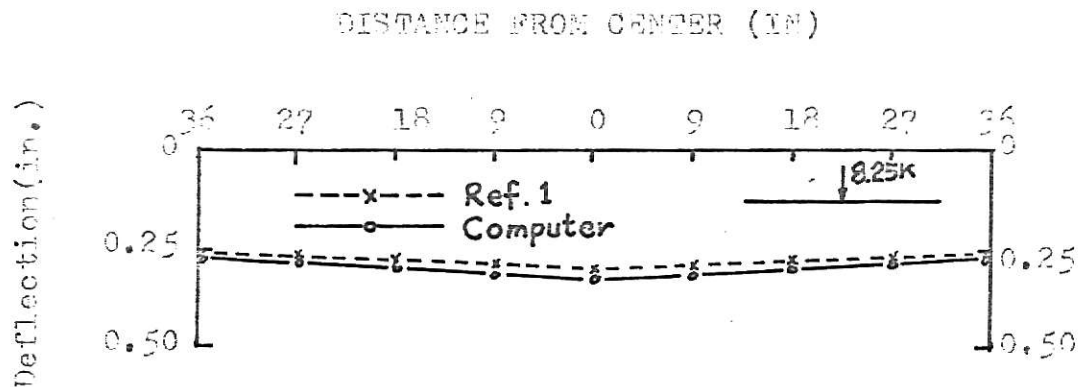 DISTANCE FROM CENTER (IN)
36 27 18 9 0 9 18 27 36
0 0
8.25K
Ref. 1
Computer
0.25 0.25
0.50 0.50
Deflection(in.)